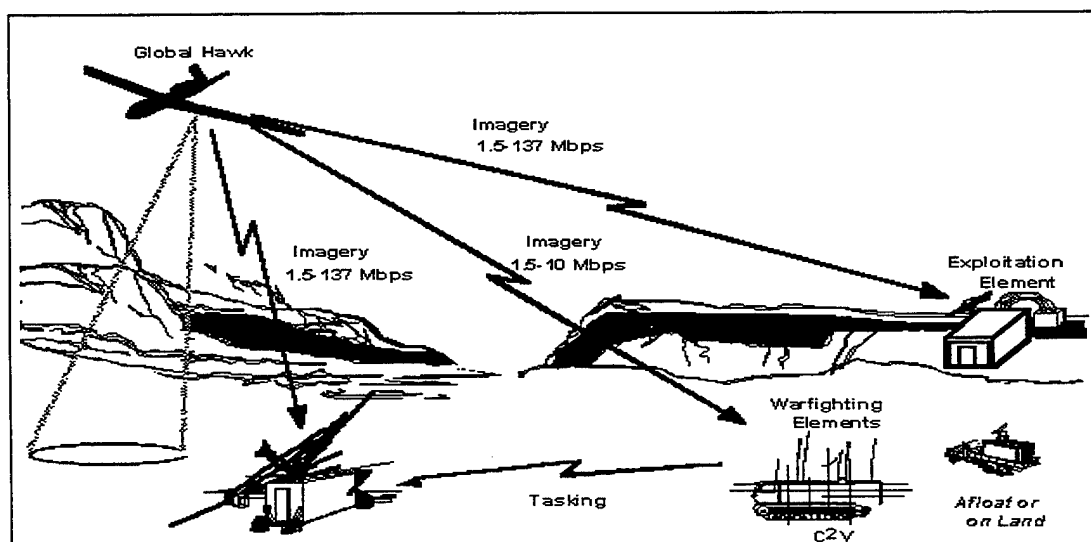 Global Hawk
Imagery
1.5-137 Mbps
Imagery
1.5-137 Mbps
Imagery
1.5-10 Mbps
Exploitation
Element
Warfighting
Elements
Tasking
C2V
Afloat or
on Land